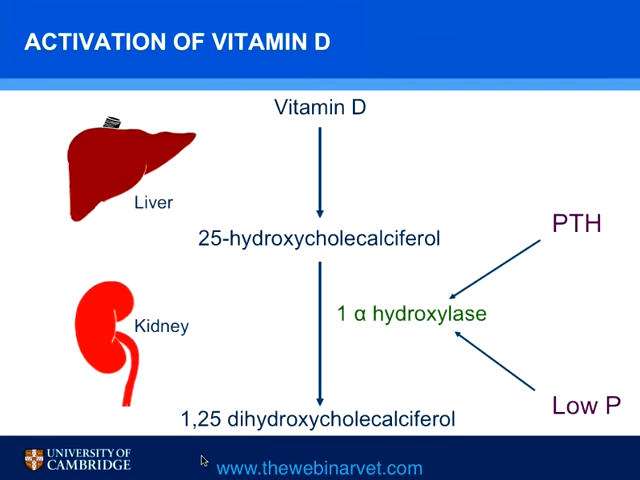 ACTIVATION OF VITAMIN D
Vitamin D
Liver
25-hydroxycholecalciferol
PTH
1 α hydroxylase
Kidney
Low P
1,25 dihydroxycholecalciferol
UNIVERSITY OF
CAMBRIDGE
www.thewebinarvet.com